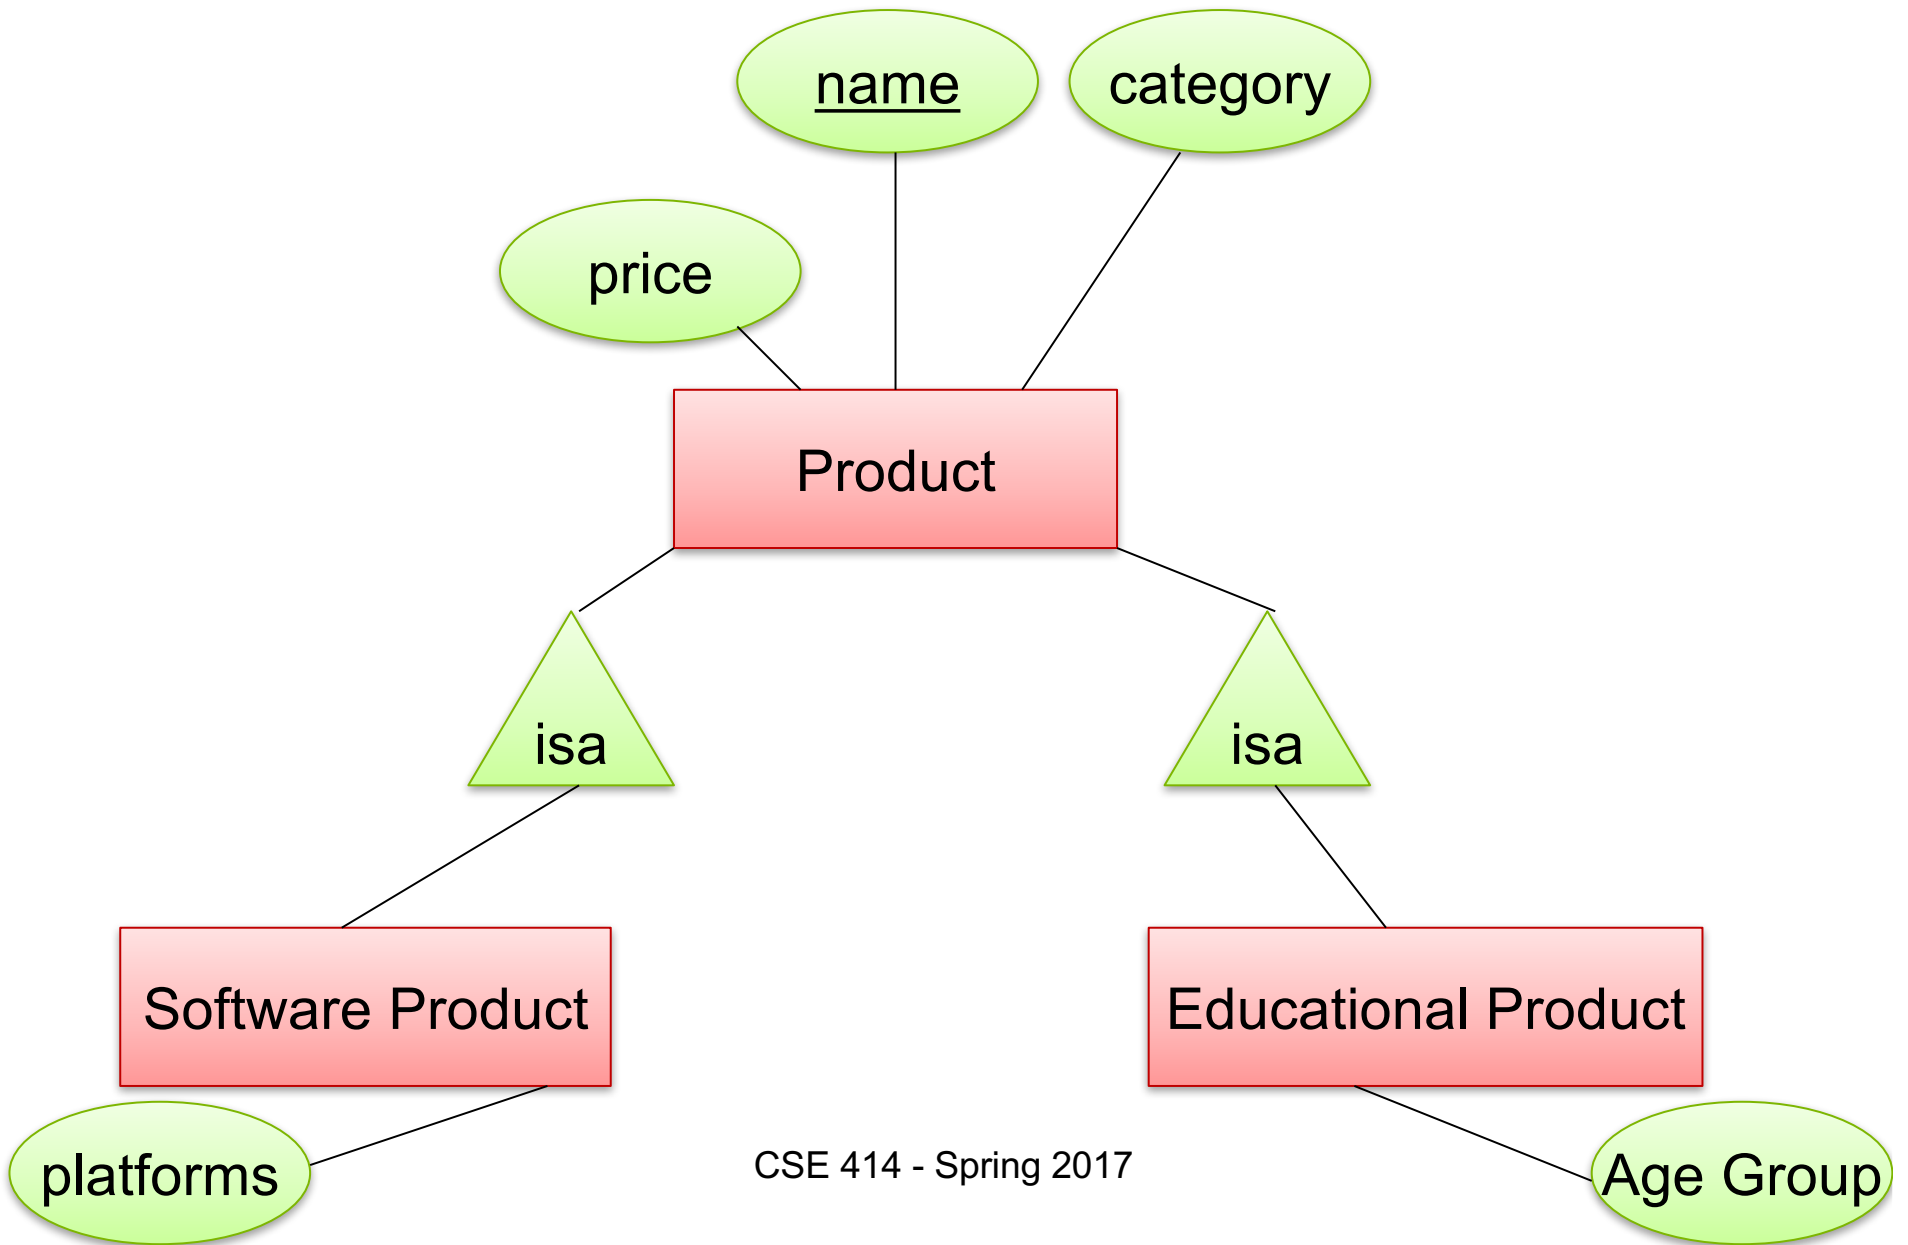 name
category
price
Product
isa
isa
Software Product
Educational Product
platforms
CSE 414 - Spring 2017
Age Group